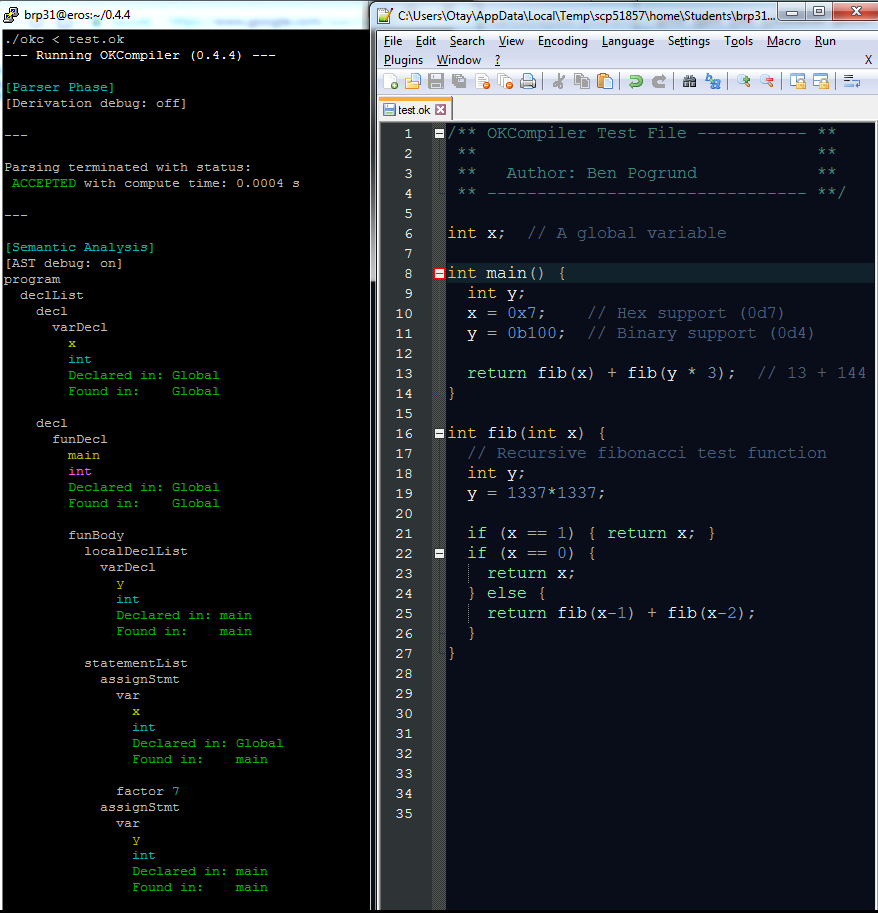 brp31@eros:~/0.4.4
./okc < test.ok
--- Running OKCompiler (0.4.4) ---
[Parser Phase]
[Derivation debug: off]
---
Parsing terminated with status:
ACCEPTED with compute time: 0.0004 s
---
[Semantic Analysis]
[AST debug: on]
program
declList
decl
varDecl
x
int
Declared in: Global
Found in:    Global
decl
funDecl
main
int
Declared in: Global
Found in:    Global
funBody
localDeclList
varDecl
y
int
Declared in: main
Found in:    main
statementList
assignStmt
var
x
int
Declared in: Global
Found in:    main
factor 7
assignStmt
var
y
int
Declared in: main
Found in:    main
C:\Users\Otay\AppData\Local\Temp\scp51857\home\Students\brp31...
File Edit Search View Encoding Language Settings Tools Macro Run
Plugins Window ? X
test.ok
1 /** OKCompiler Test File ----------- **
2 ** **
3 ** Author: Ben Pogrund **
4 ** -------------------------------- **/
5
6 int x;  // A global variable
7
8 int main() {
9   int y;
10   x = 0x7;    // Hex support (0d7)
11   y = 0b100;  // Binary support (0d4)
12
13   return fib(x) + fib(y * 3);  // 13 + 144
14 }
15
16 int fib(int x) {
17   // Recursive fibonacci test function
18   int y;
19   y = 1337*1337;
20
21   if (x == 1) { return x; }
22   if (x == 0) {
23     return x;
24   } else {
25     return fib(x-1) + fib(x-2);
26   }
27 }
28
29
30
31
32
33
34
35